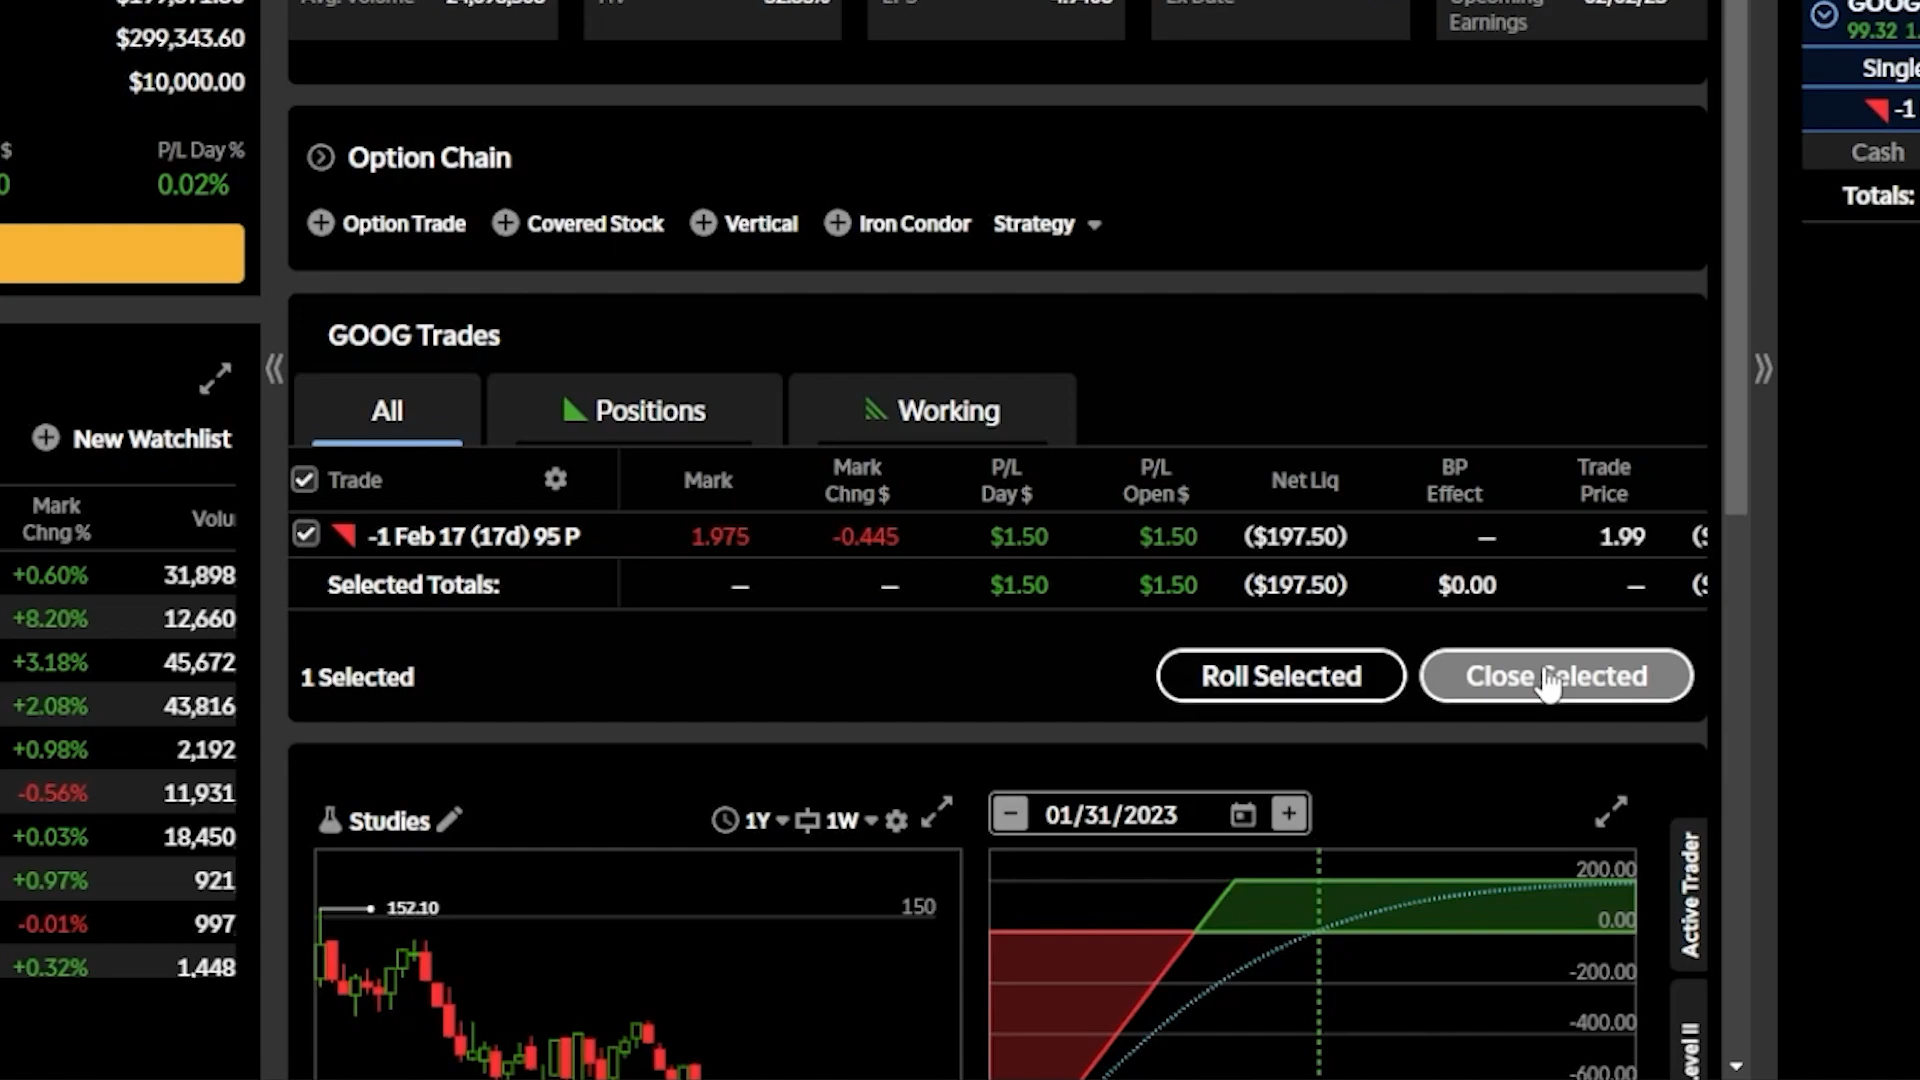 $299,343.60
$10,000.00
$ P/L Day %
0 0.02%
New Watchlist
Mark Chng % Volu
+0.60% 31,898
+8.20% 12,660
+3.18% 45,672
+2.08% 43,816
+0.98% 2,192
-0.56% 11,931
+0.03% 18,450
+0.97% 921
-0.01% 997
+0.32% 1,448
Upcoming
Earnings
Option Chain
Option Trade Covered Stock Vertical Iron Condor Strategy
GOOG Trades
All Positions Working
Trade Mark Mark Chng $ P/L Day $ P/L Open $ Net Liq BP Effect Trade Price
-1 Feb 17 (17d) 95 P 1.975 -0.445 $1.50 $1.50 ($197.50) — 1.99 ($
Selected Totals: — — $1.50 $1.50 ($197.50) $0.00 — ($
1 Selected Roll Selected Close Selected
Studies 1Y 1W
152.10 150
01/31/2023
200.00
0.00
-200.00
-400.00
-600.00
Active Trader
evel II
GOOG
99.32 1.
Single
-1
Cash
Totals: